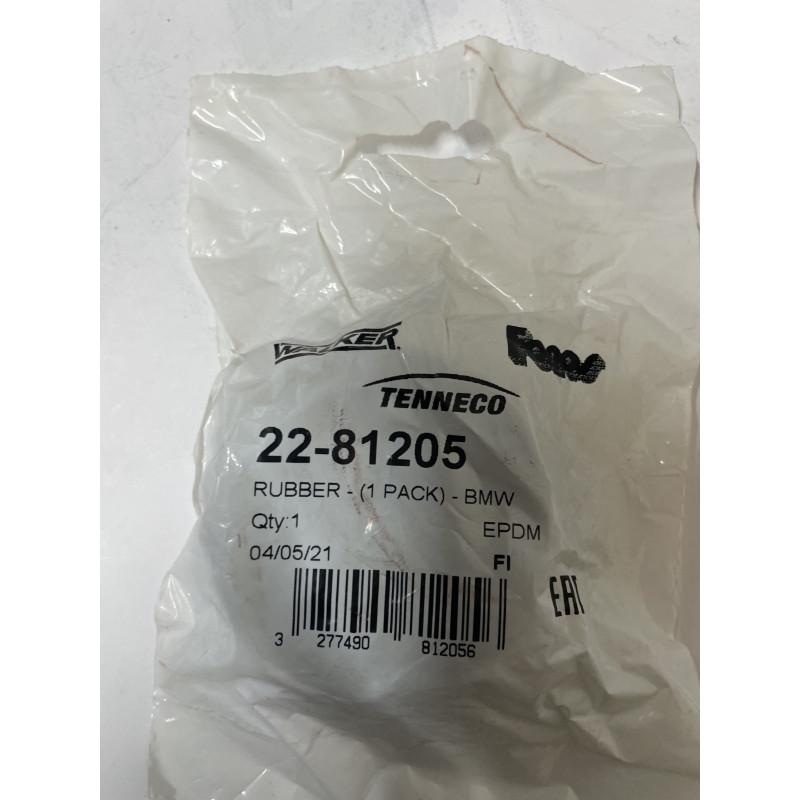 WALKER
Fonos
TENNECO
22-81205
RUBBER - (1 PACK) - BMW
Qty:1 EPDM
04/05/21 FI
EAC
3 277490 812056